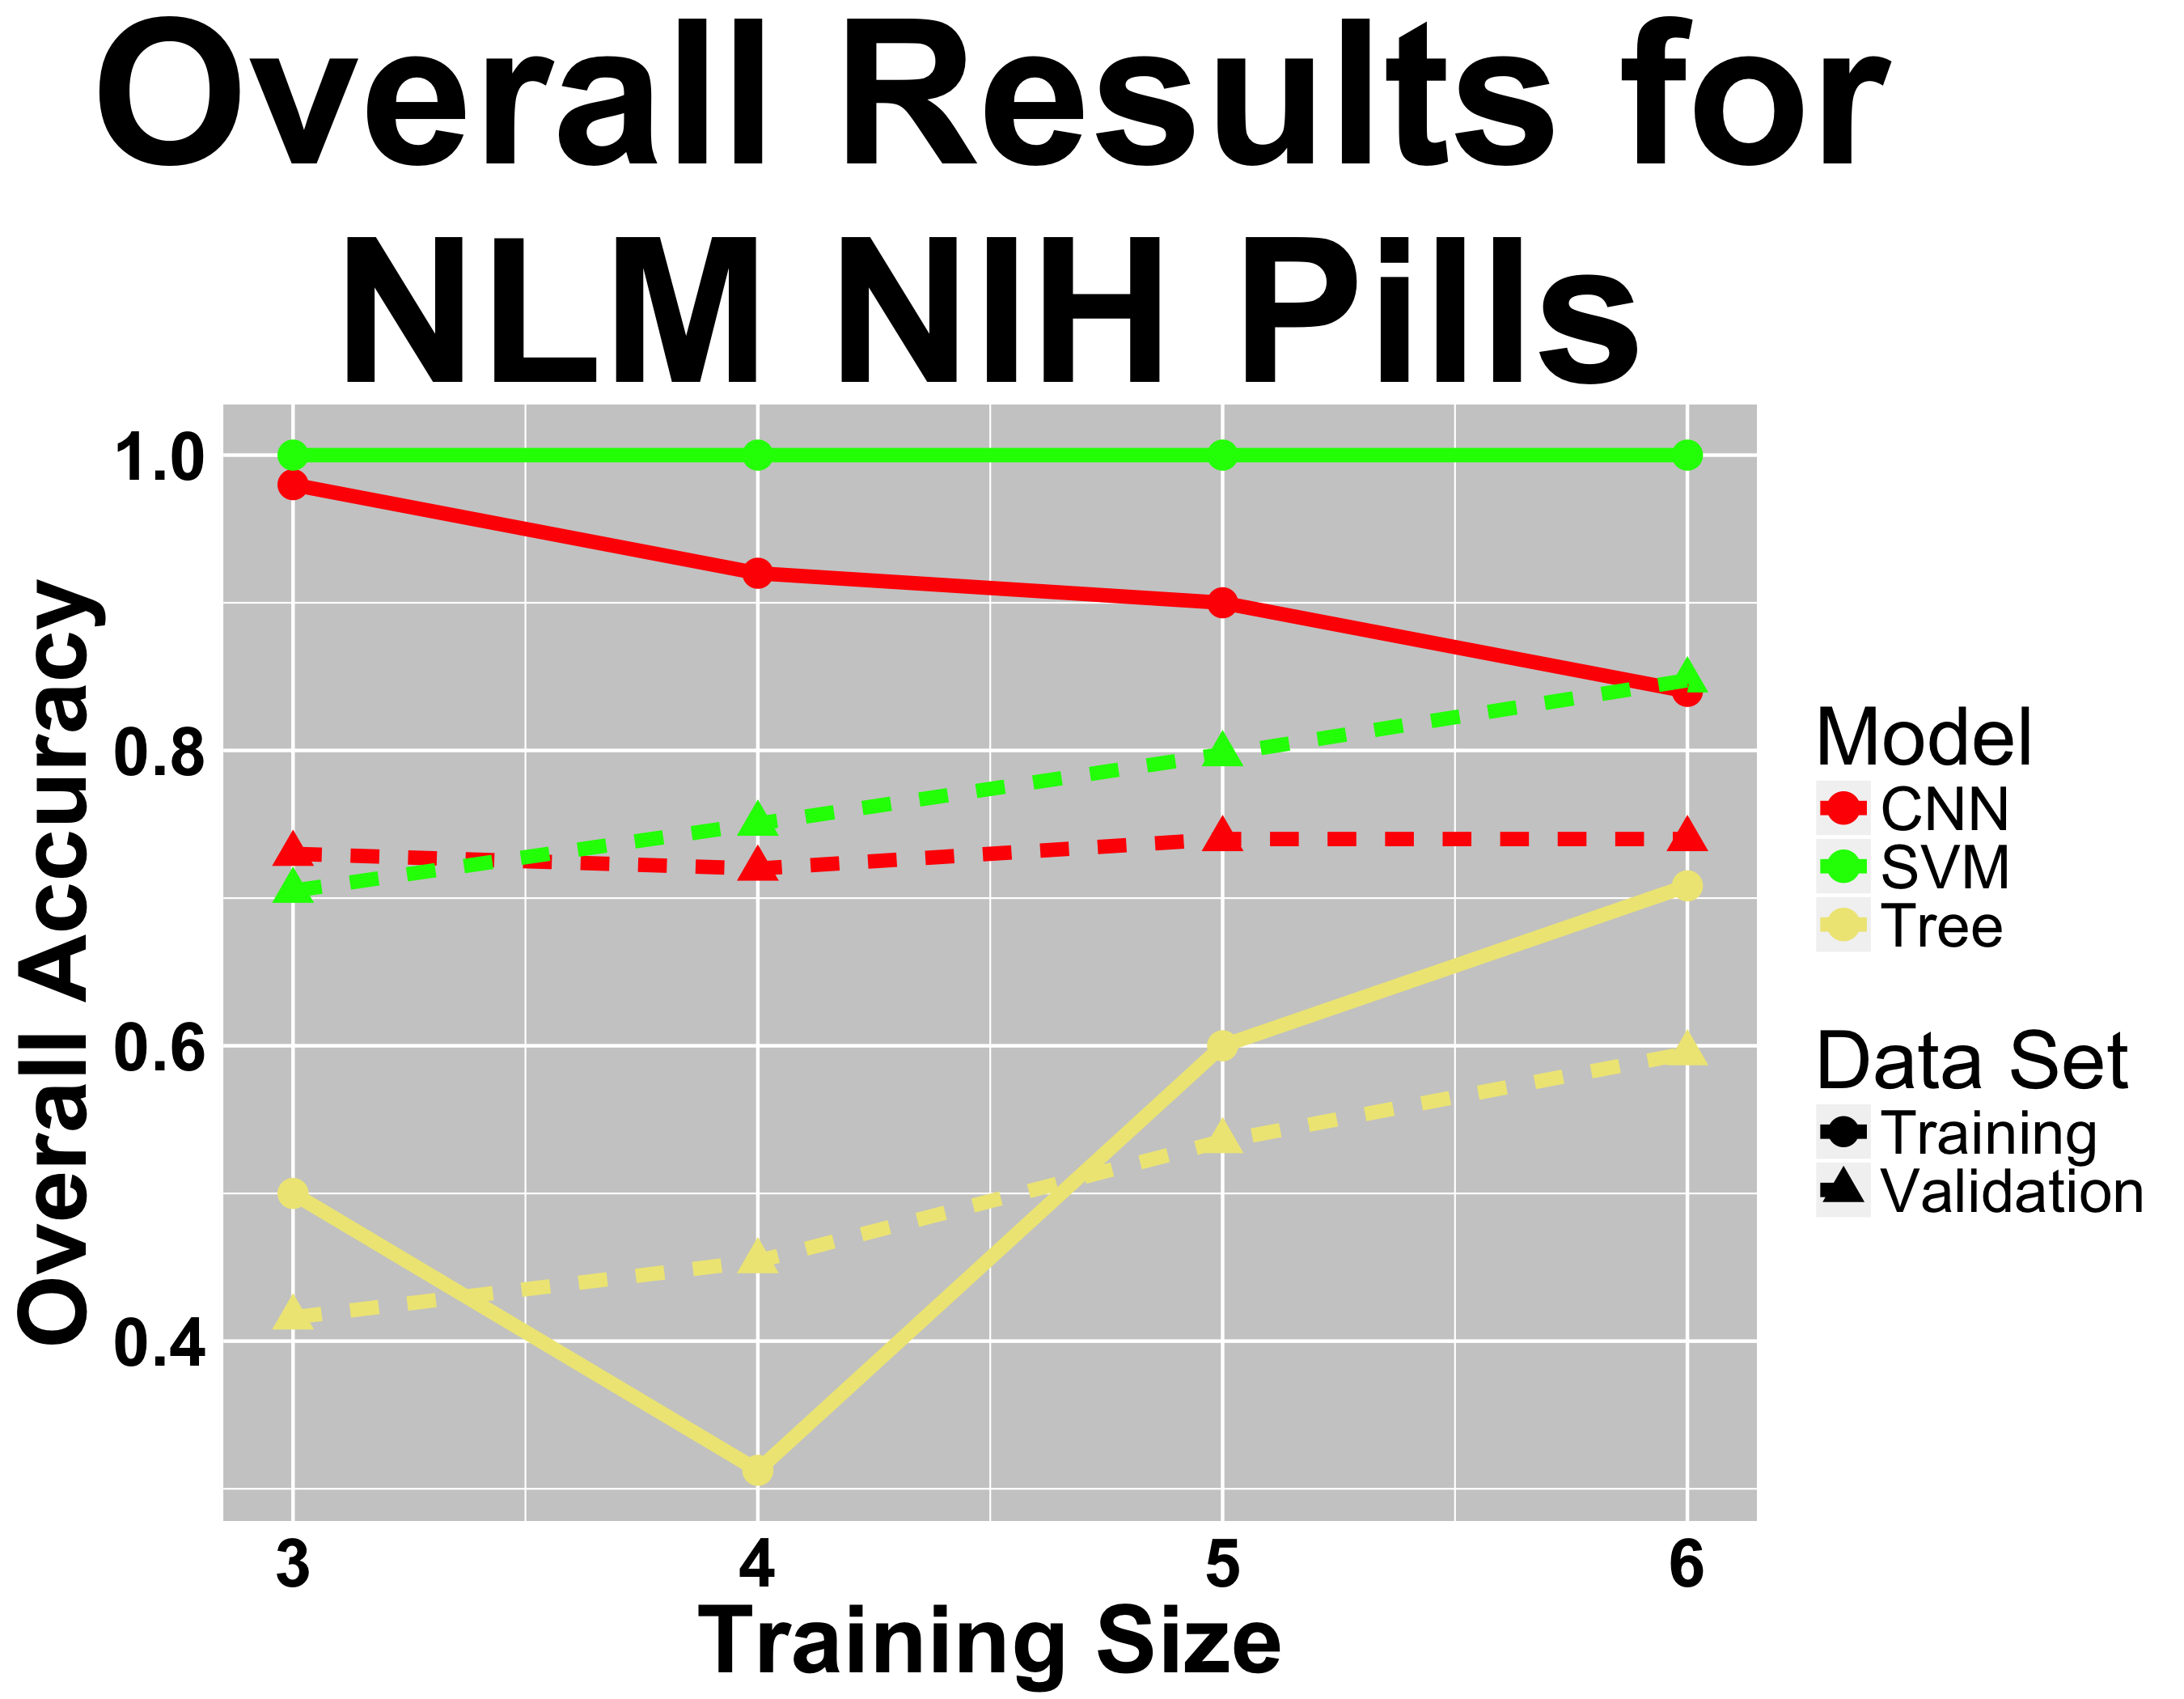 Overall Results for
NLM NIH Pills
Overall Accuracy
1.0
0.8
0.6
0.4
3 4 5 6
Training Size
Model
CNN
SVM
Tree
Data Set
Training
Validation